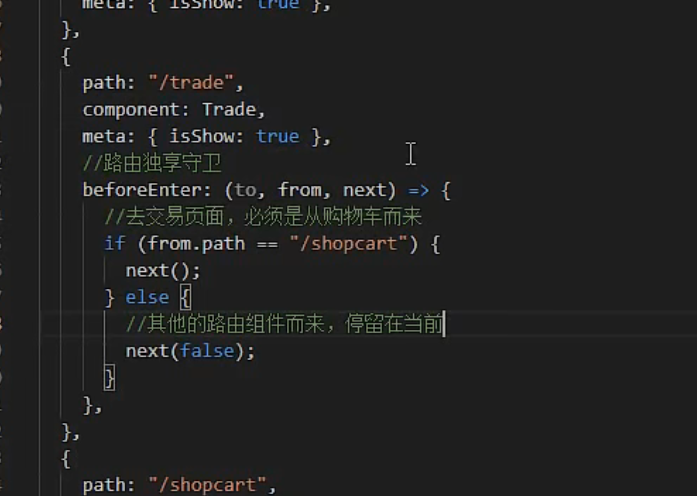 meta: { isShow: true },
},
{
path: "/trade",
component: Trade,
meta: { isShow: true },
//路由独享守卫
beforeEnter: (to, from, next) => {
//去交易页面，必须是从购物车而来
if (from.path == "/shopcart") {
next();
} else {
//其他的路由组件而来，停留在当前
next(false);
}
},
},
{
path: "/shopcart",